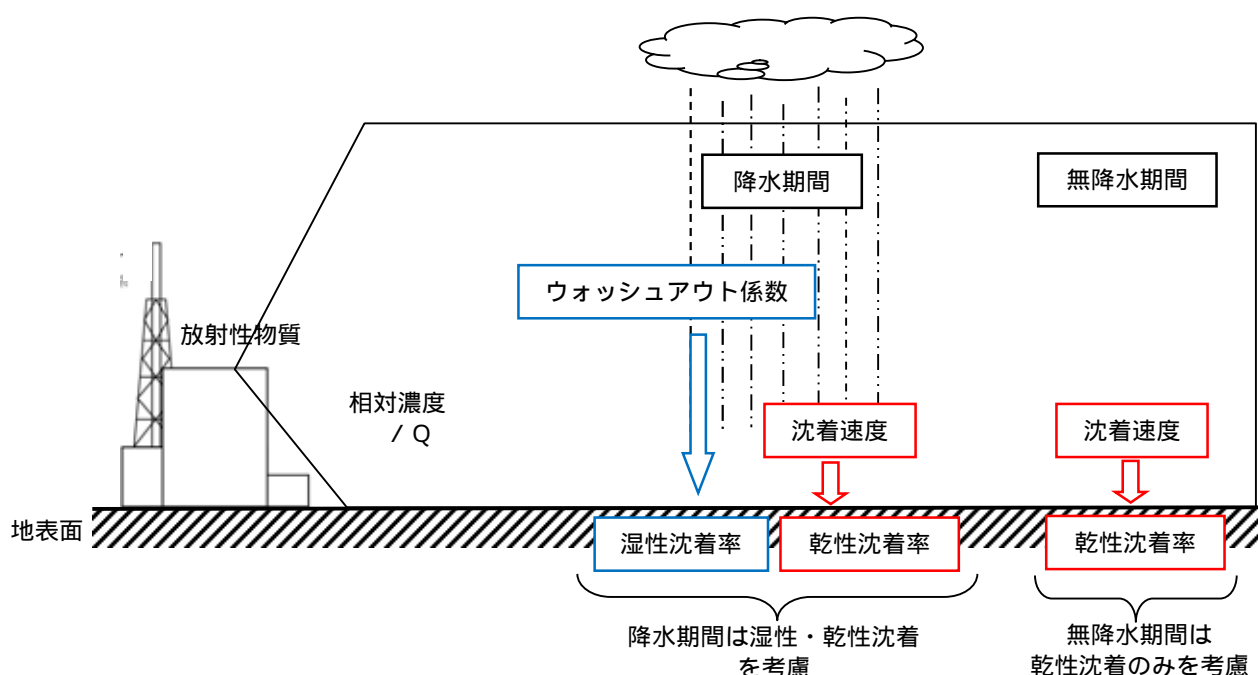 降水期間
無降水期間
ウォッシュアウト係数
放射性物質
相対濃度
/ Q
沈着速度
沈着速度
地表面
湿性沈着率
乾性沈着率
乾性沈着率
降水期間は湿性・乾性沈着
を考慮
無降水期間は
乾性沈着のみを考慮